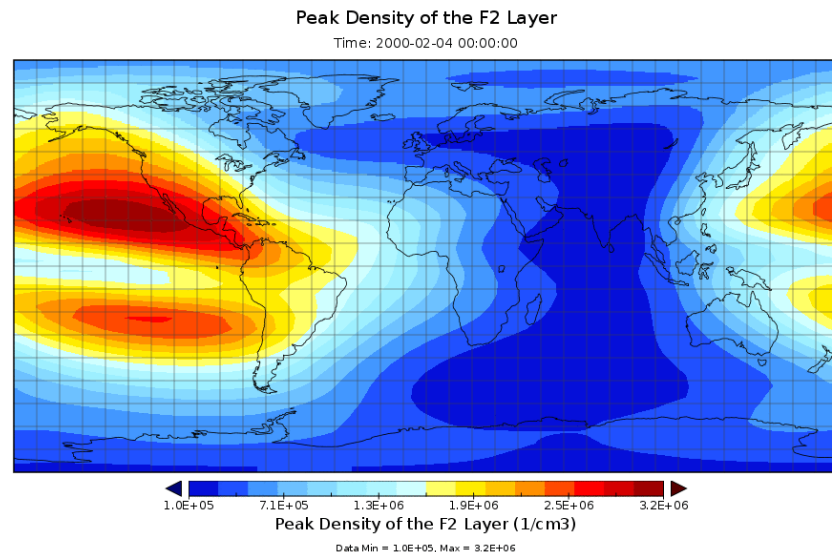 Peak Density of the F2 Layer
Time: 2000-02-04 00:00:00
1.0E+05 7.1E+05 1.3E+06 1.9E+06 2.5E+06 3.2E+06
Peak Density of the F2 Layer (1/cm3)
Data Min = 1.0E+05, Max = 3.2E+06